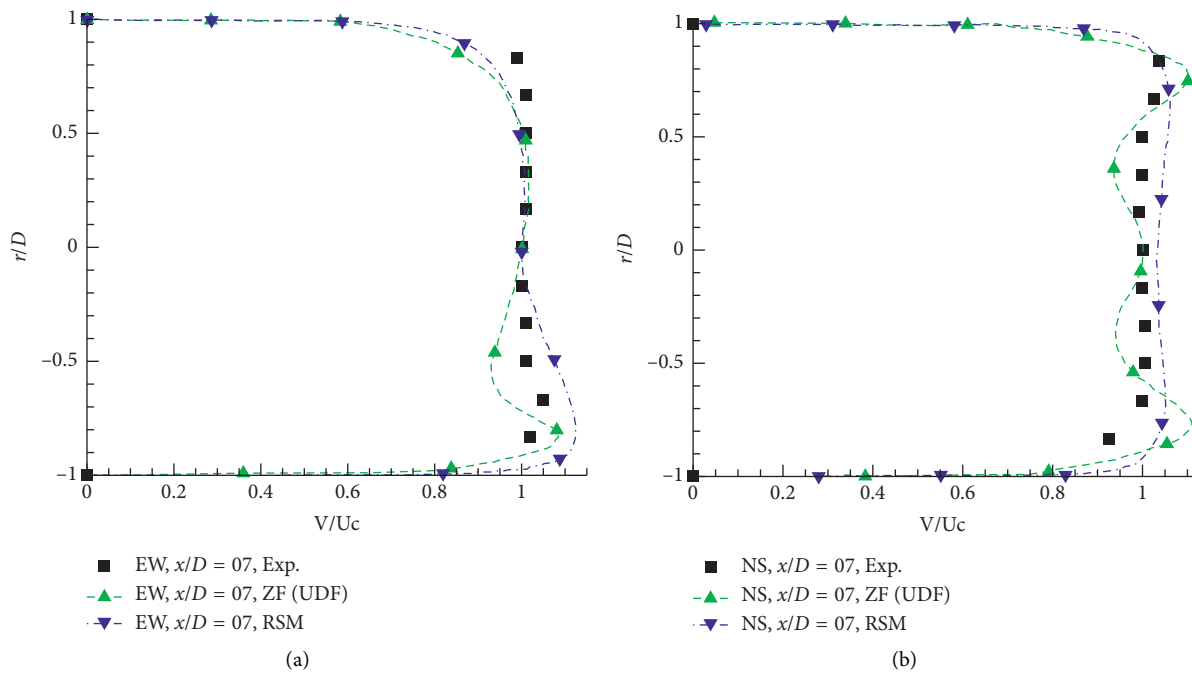 1
0.5
0
–0.5
–1
r/D
0 0.2 0.4 0.6 0.8 1
V/Uc
EW, x/D = 07, Exp.
EW, x/D = 07, ZF (UDF)
EW, x/D = 07, RSM
(a)
1
0.5
0
–0.5
–1
r/D
0 0.2 0.4 0.6 0.8 1
V/Uc
NS, x/D = 07, Exp.
NS, x/D = 07, ZF (UDF)
NS, x/D = 07, RSM
(b)